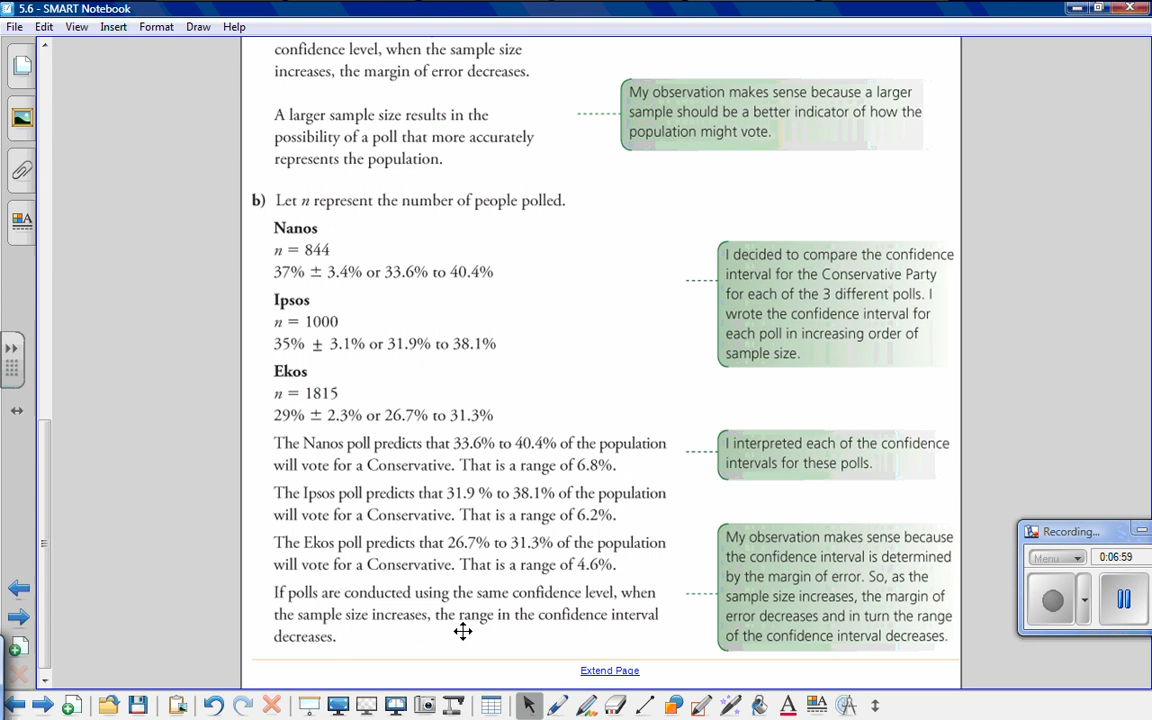 5.6 - SMART Notebook
File Edit View Insert Format Draw Help
confidence level, when the sample size
increases, the margin of error decreases.
My observation makes sense because a larger
sample should be a better indicator of how the
population might vote.
A larger sample size results in the
possibility of a poll that more accurately
represents the population.
b) Let n represent the number of people polled.
Nanos
n = 844
37% ± 3.4% or 33.6% to 40.4%
Ipsos
n = 1000
35% ± 3.1% or 31.9% to 38.1%
Ekos
n = 1815
29% ± 2.3% or 26.7% to 31.3%
I decided to compare the confidence
interval for the Conservative Party
for each of the 3 different polls. I
wrote the confidence interval for
each poll in increasing order of
sample size.
The Nanos poll predicts that 33.6% to 40.4% of the population
will vote for a Conservative. That is a range of 6.8%.
I interpreted each of the confidence
intervals for these polls.
The Ipsos poll predicts that 31.9 % to 38.1% of the population
will vote for a Conservative. That is a range of 6.2%.
The Ekos poll predicts that 26.7% to 31.3% of the population
will vote for a Conservative. That is a range of 4.6%.
If polls are conducted using the same confidence level, when
the sample size increases, the range in the confidence interval
decreases.
My observation makes sense because
the confidence interval is determined
by the margin of error. So, as the
sample size increases, the margin of
error decreases and in turn the range
of the confidence interval decreases.
Recording...
Menu
0:06:59
Extend Page